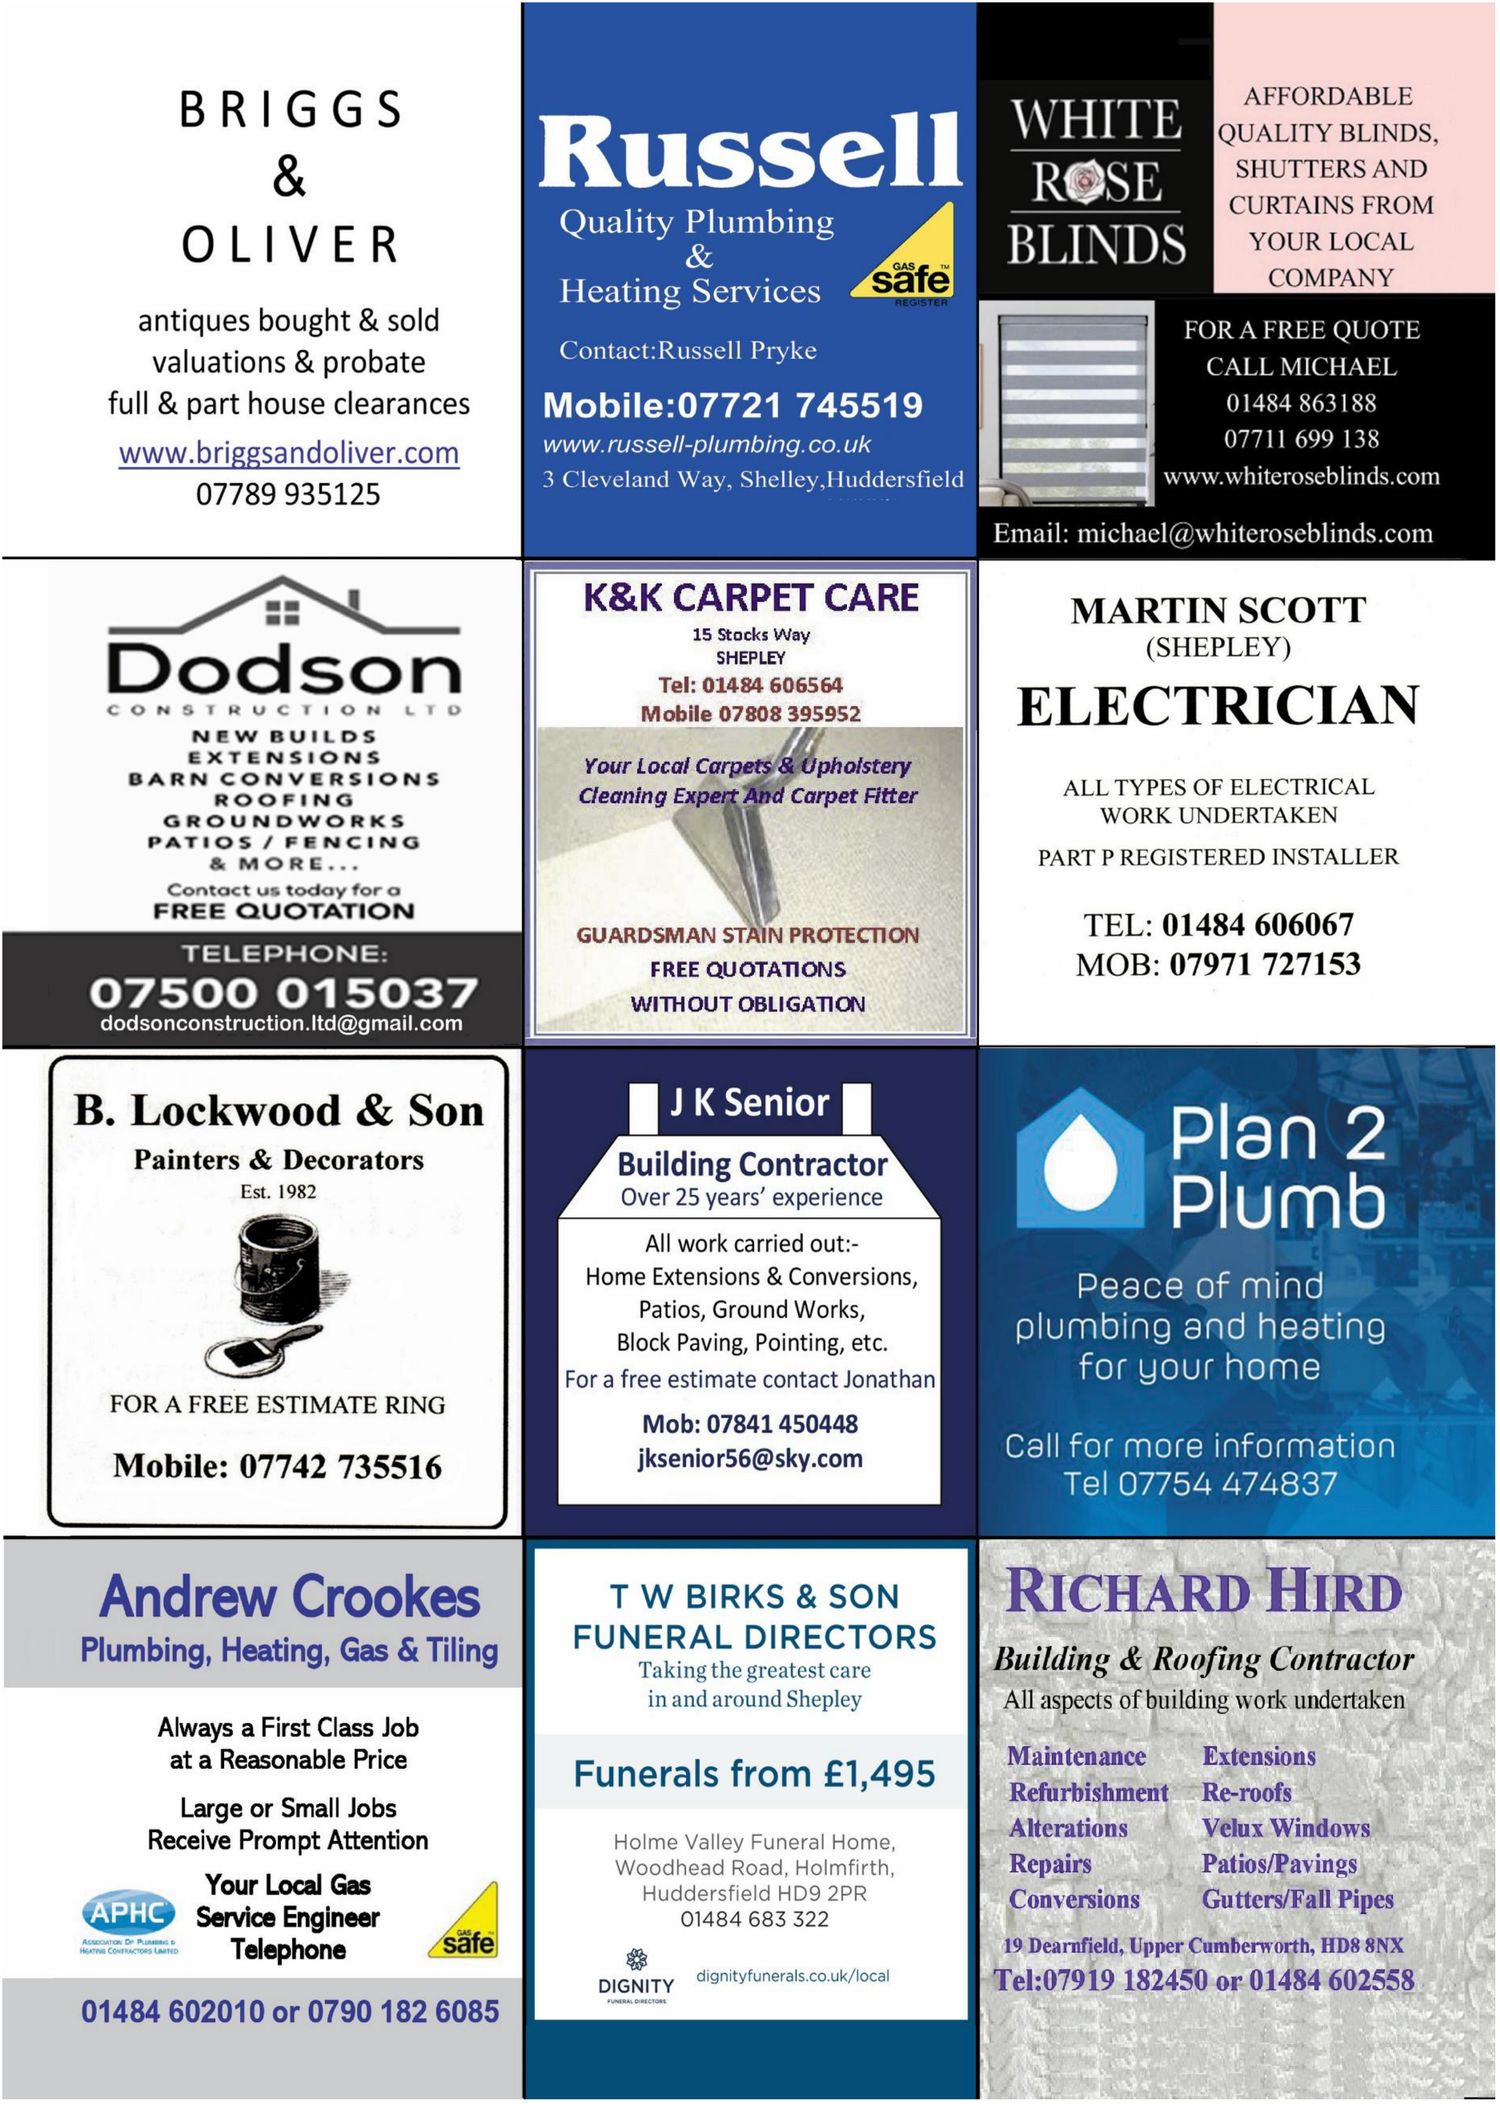 BRIGGS
&
OLIVER
antiques bought & sold
valuations & probate
full & part house clearances
www.briggsandoliver.com
07789 935125
Russell
Quality Plumbing
&
Heating Services
GAS
safe™
REGISTER
Contact:Russell Pryke
Mobile:07721 745519
www.russell-plumbing.co.uk
3 Cleveland Way, Shelley,Huddersfield
WHITE
ROSE
BLINDS
AFFORDABLE
QUALITY BLINDS,
SHUTTERS AND
CURTAINS FROM
YOUR LOCAL
COMPANY
FOR A FREE QUOTE
CALL MICHAEL
01484 863188
07711 699 138
www.whiteroseblinds.com
Email: michael@whiteroseblinds.com
Dodson
CONSTRUCTION LTD
NEW BUILDS
EXTENSIONS
BARN CONVERSIONS
ROOFING
GROUNDWORKS
PATIOS / FENCING
& MORE...
Contact us today for a
FREE QUOTATION
TELEPHONE:
07500 015037
dodsonconstruction.ltd@gmail.com
K&K CARPET CARE
15 Stocks Way
SHEPLEY
Tel: 01484 606564
Mobile 07808 395952
Your Local Carpets & Upholstery
Cleaning Expert And Carpet Fitter
GUARDSMAN STAIN PROTECTION
FREE QUOTATIONS
WITHOUT OBLIGATION
MARTIN SCOTT
(SHEPLEY)
ELECTRICIAN
ALL TYPES OF ELECTRICAL
WORK UNDERTAKEN
PART P REGISTERED INSTALLER
TEL: 01484 606067
MOB: 07971 727153
B. Lockwood & Son
Painters & Decorators
Est. 1982
FOR A FREE ESTIMATE RING
Mobile: 07742 735516
J K Senior
Building Contractor
Over 25 years’ experience
All work carried out:-
Home Extensions & Conversions,
Patios, Ground Works,
Block Paving, Pointing, etc.
For a free estimate contact Jonathan
Mob: 07841 450448
jksenior56@sky.com
Plan 2
Plumb
Peace of mind
plumbing and heating
for your home
Call for more information
Tel 07754 474837
Andrew Crookes
Plumbing, Heating, Gas & Tiling
Always a First Class Job
at a Reasonable Price
Large or Small Jobs
Receive Prompt Attention
Your Local Gas
Service Engineer
Telephone
APHC
ASSOCIATION OF PLUMBING &
HEATING CONTRACTORS LIMITED
GAS
safe
01484 602010 or 0790 182 6085
T W BIRKS & SON
FUNERAL DIRECTORS
Taking the greatest care
in and around Shepley
Funerals from £1,495
Holme Valley Funeral Home,
Woodhead Road, Holmfirth,
Huddersfield HD9 2PR
01484 683 322
DIGNITY
FUNERAL DIRECTORS
dignityfunerals.co.uk/local
RICHARD HIRD
Building & Roofing Contractor
All aspects of building work undertaken
Maintenance Extensions
Refurbishment Re-roofs
Alterations Velux Windows
Repairs Patios/Pavings
Conversions Gutters/Fall Pipes
19 Dearnfield, Upper Cumberworth, HD8 8NX
Tel:07919 182450 or 01484 602558